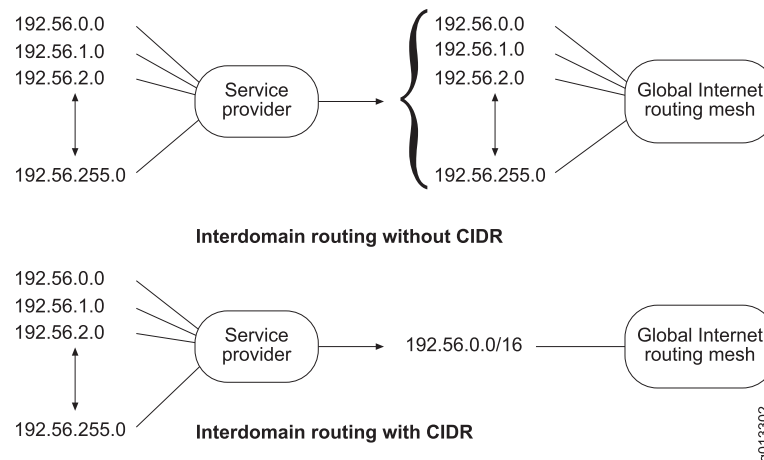 192.56.0.0
192.56.1.0
192.56.2.0
192.56.255.0
Service
provider
192.56.0.0
192.56.1.0
192.56.2.0
192.56.255.0
Global Internet
routing mesh
Interdomain routing without CIDR
192.56.0.0
192.56.1.0
192.56.2.0
192.56.255.0
Service
provider
192.56.0.0/16
Global Internet
routing mesh
Interdomain routing with CIDR